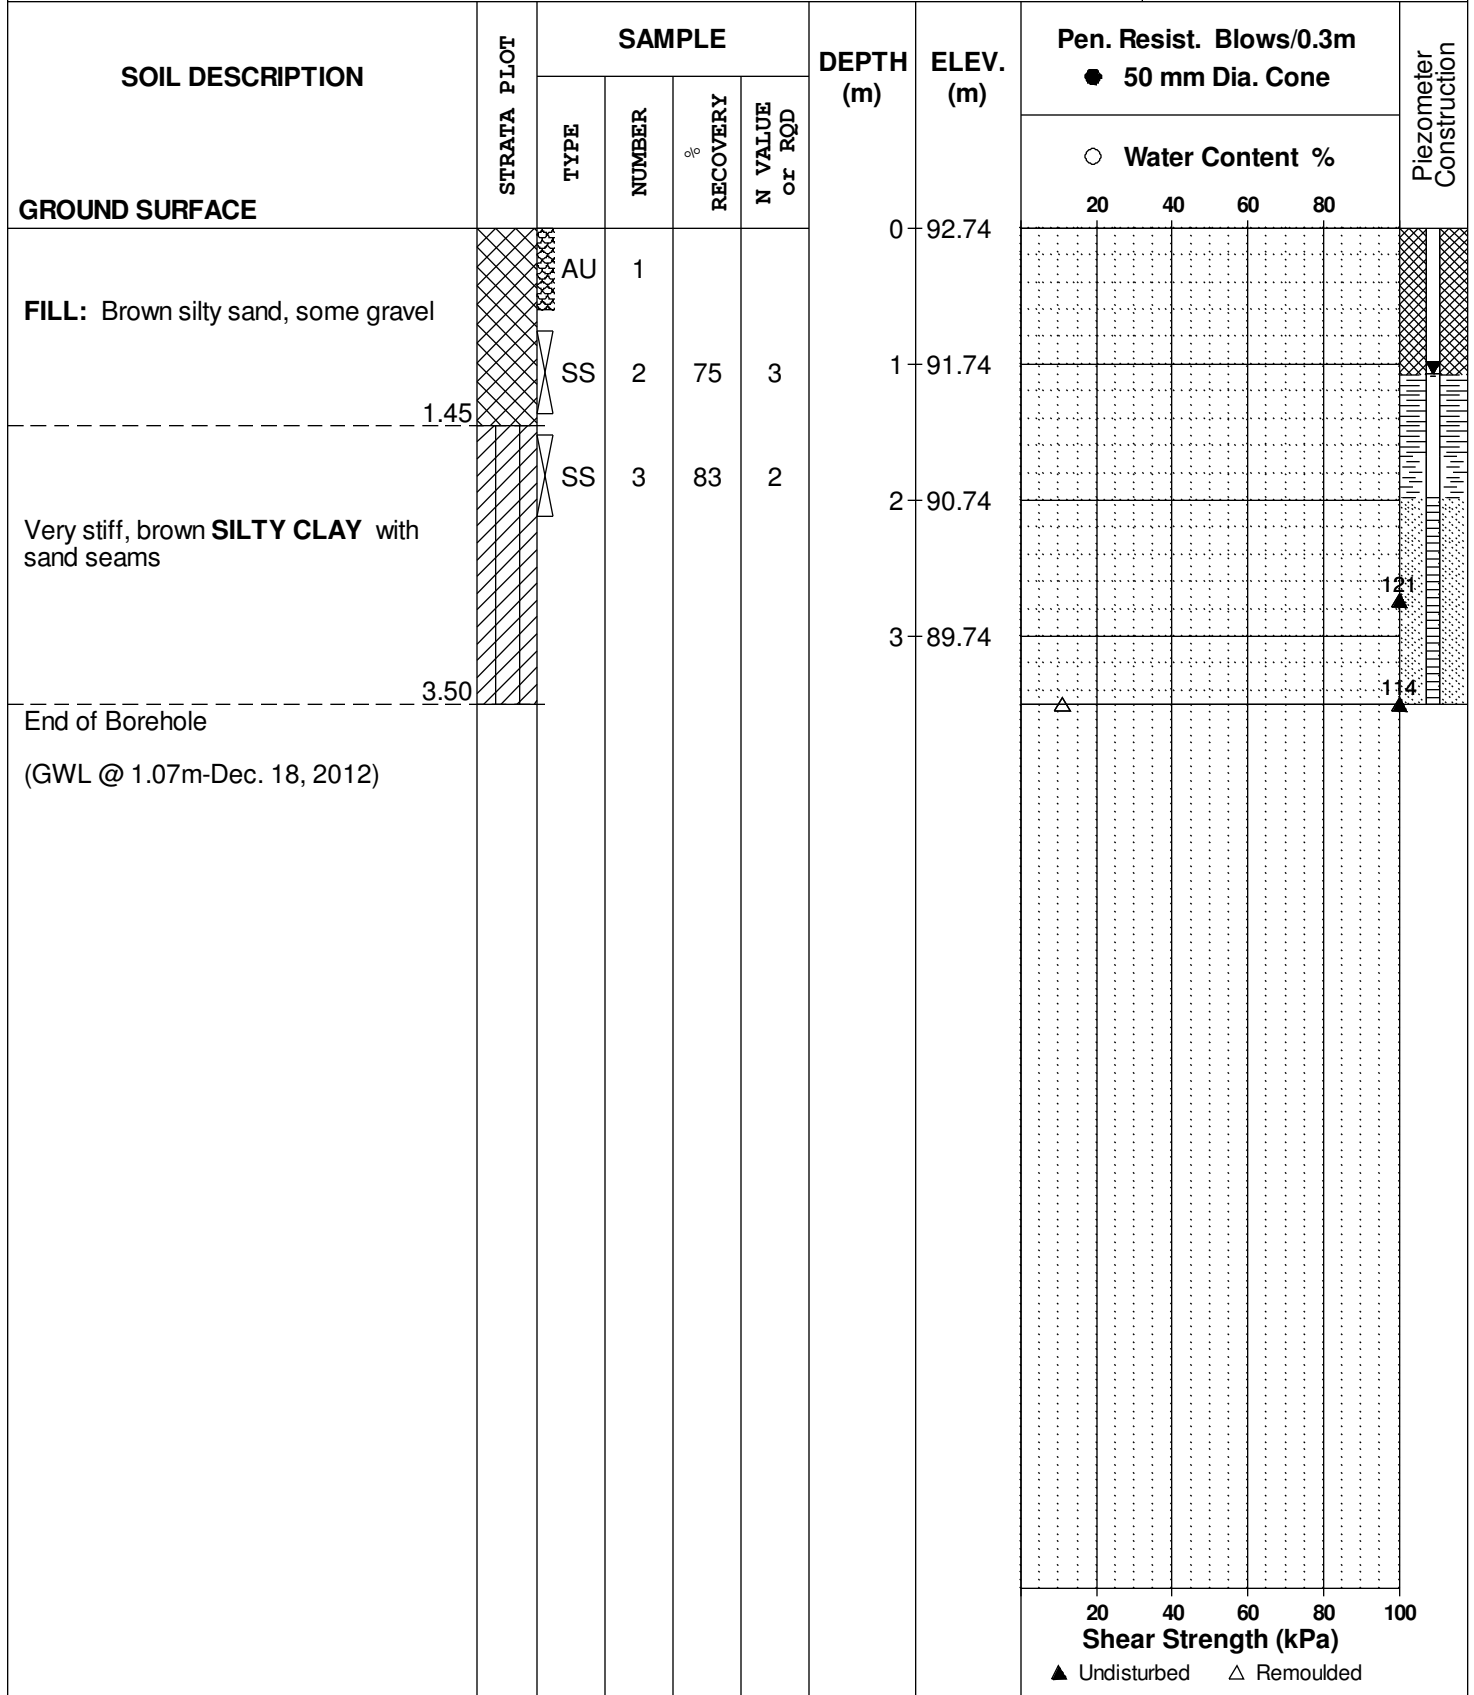 SOIL DESCRIPTION
GROUND SURFACE
STRATA PLOT
SAMPLE
TYPE
NUMBER
% RECOVERY
N VALUE or RQD
DEPTH (m)
ELEV. (m)
Pen. Resist. Blows/0.3m
● 50 mm Dia. Cone
○ Water Content %
20 40 60 80
Piezometer Construction
0 92.74
AU 1
FILL: Brown silty sand, some gravel
1 91.74
SS 2 75 3
1.45
SS 3 83 2
2 90.74
Very stiff, brown SILTY CLAY with
sand seams
121
3 89.74
114
3.50
End of Borehole
(GWL @ 1.07m-Dec. 18, 2012)
20 40 60 80 100
Shear Strength (kPa)
▲ Undisturbed △ Remoulded